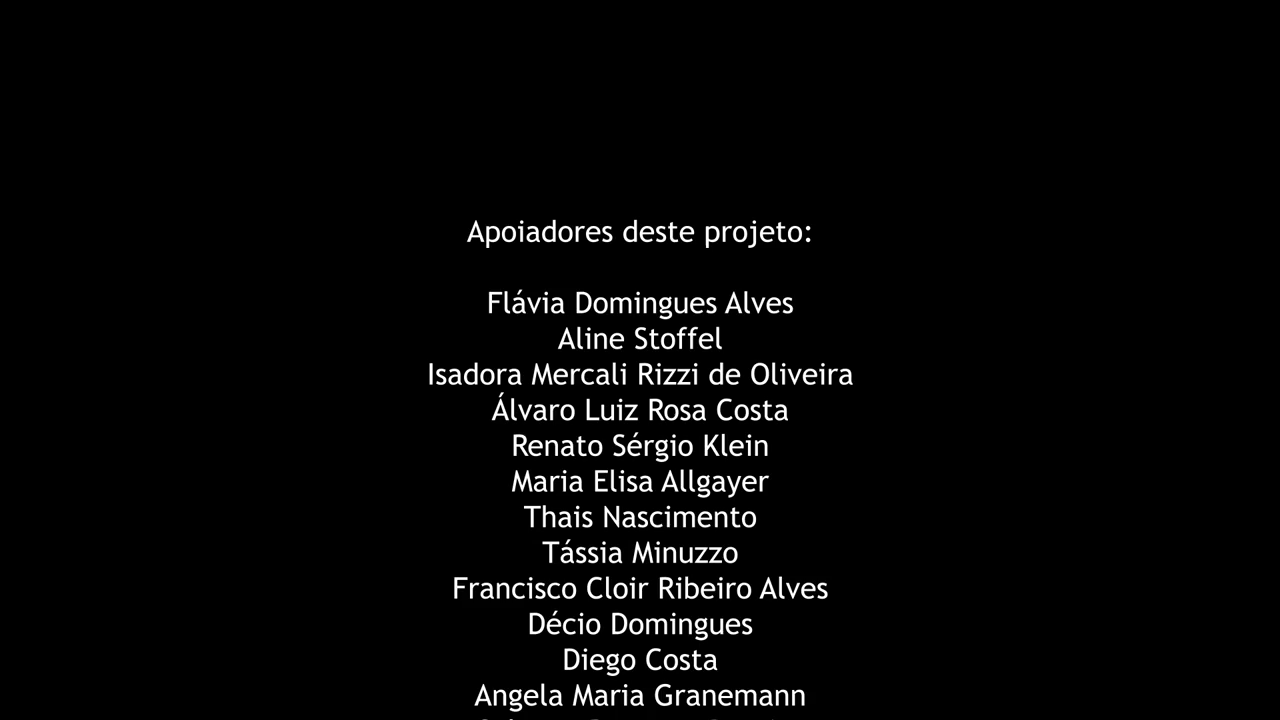 Apoiadores deste projeto:
Flávia Domingues Alves
Aline Stoffel
Isadora Mercali Rizzi de Oliveira
Álvaro Luiz Rosa Costa
Renato Sérgio Klein
Maria Elisa Allgayer
Thais Nascimento
Tássia Minuzzo
Francisco Cloir Ribeiro Alves
Décio Domingues
Diego Costa
Angela Maria Granemann